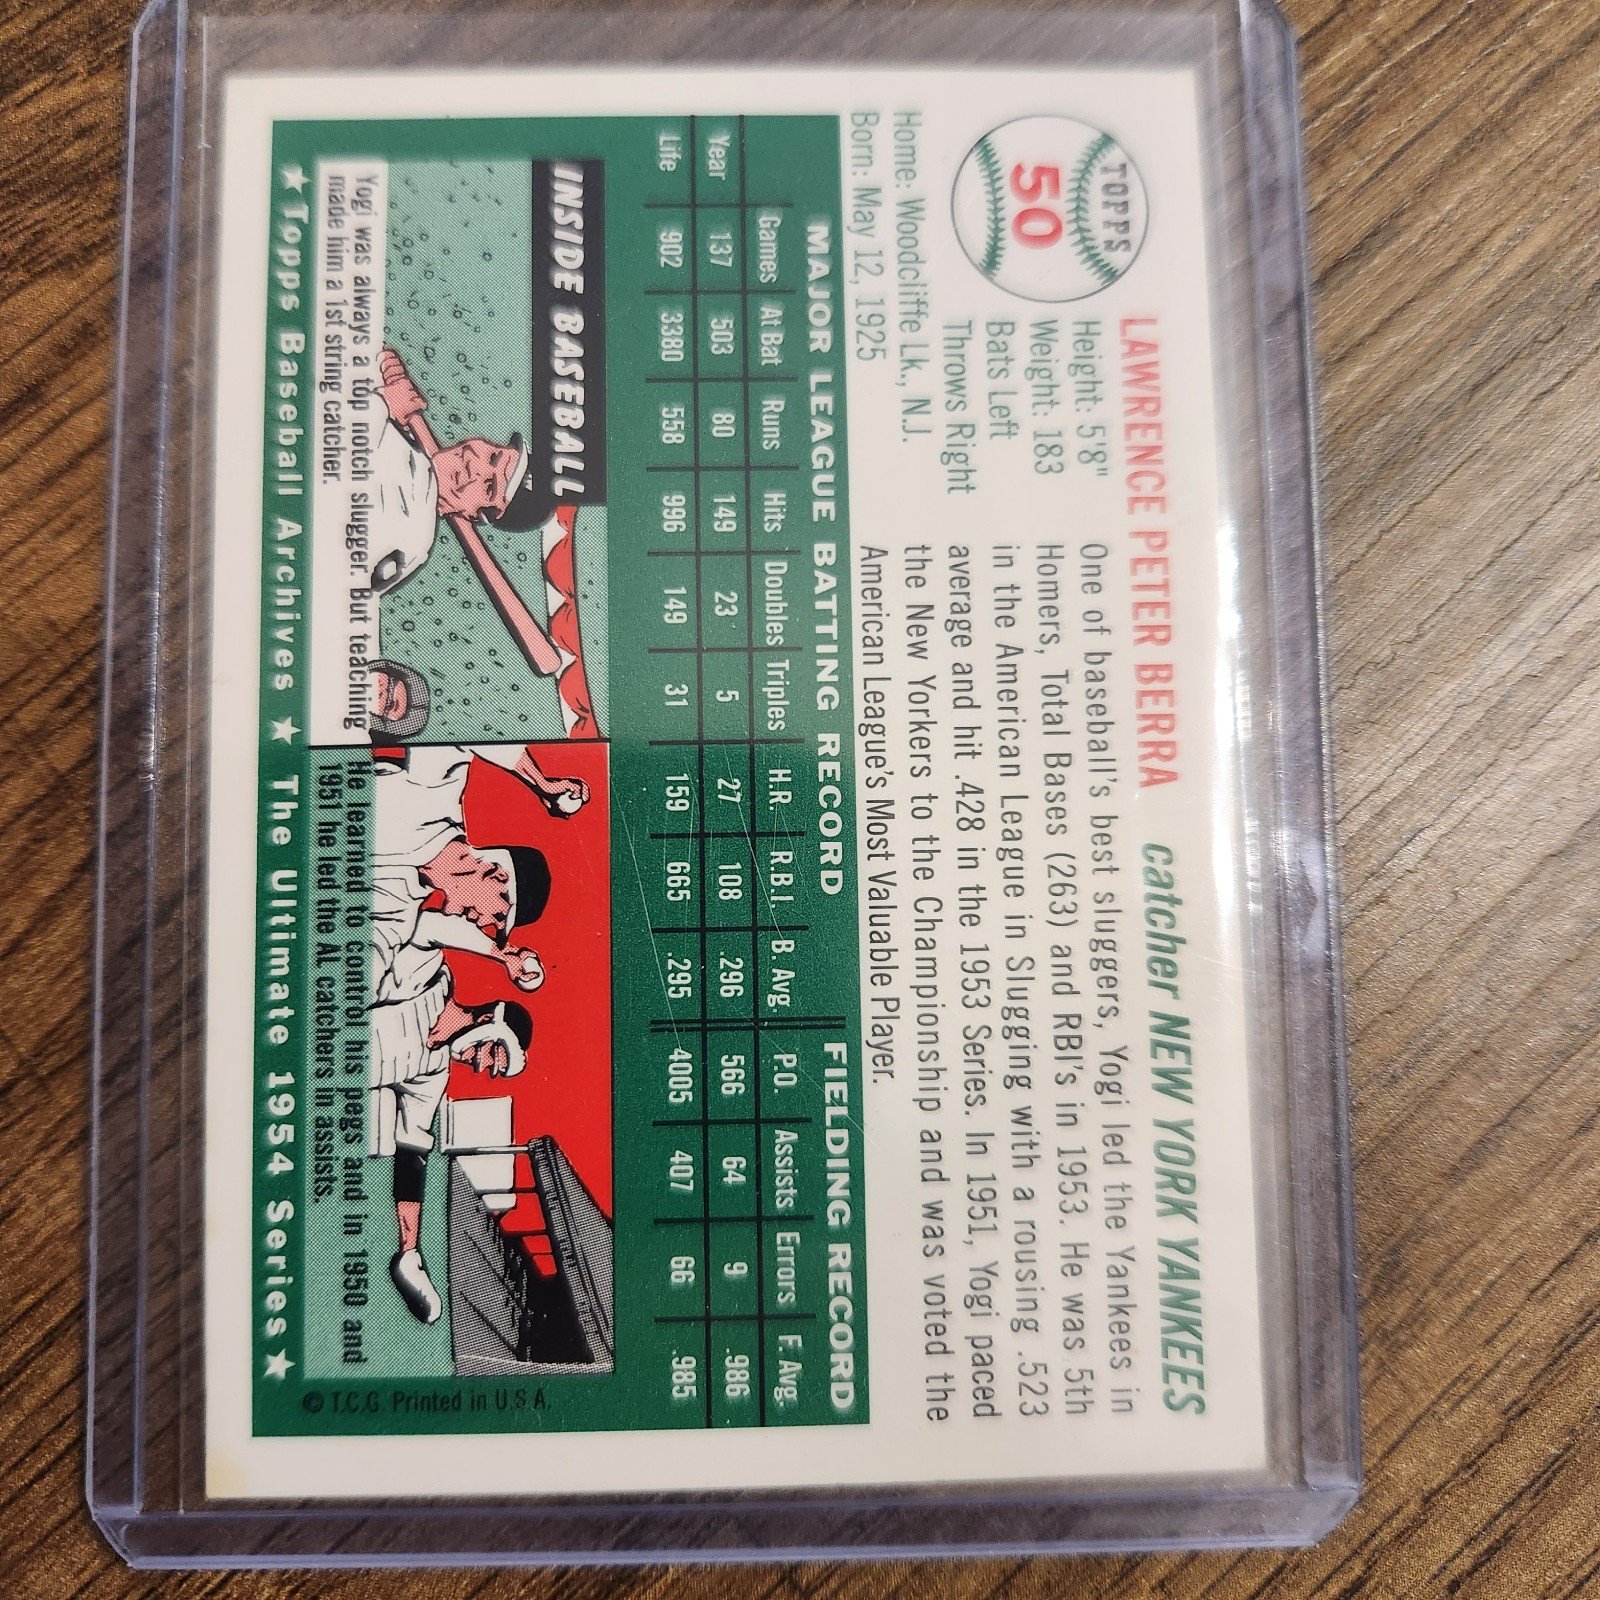 TOPPS
50
LAWRENCE PETER BERRA catcher NEW YORK YANKEES
Height: 5'8"
Weight: 183
Bats Left
Throws Right
Home: Woodcliffe Lk., N.J.
Born: May 12, 1925
One of baseball's best sluggers, Yogi led the Yankees in
Homers, Total Bases (263) and RBI's in 1953. He was 5th
in the American League in Slugging with a rousing .523
average and hit .428 in the 1953 Series. In 1951, Yogi paced
the New Yorkers to the Championship and was voted the
American League's Most Valuable Player.
MAJOR LEAGUE BATTING RECORD FIELDING RECORD
Games At Bat Runs Hits Doubles Triples H.R. R.B.I. B. Avg. P.O. Assists Errors F. Avg.
Year 137 503 80 149 23 5 27 108 .296 566 64 9 .986
Life 902 3380 558 996 149 31 159 665 .295 4005 407 66 .985
INSIDE BASEBALL
Yogi was always a top notch slugger. But teaching
made him a 1st string catcher.
He learned to control his pegs and in 1950 and
1951 he led the AL catchers in assists.
© T.C.G. Printed in U.S.A.
★ Topps Baseball Archives ★ The Ultimate 1954 Series ★